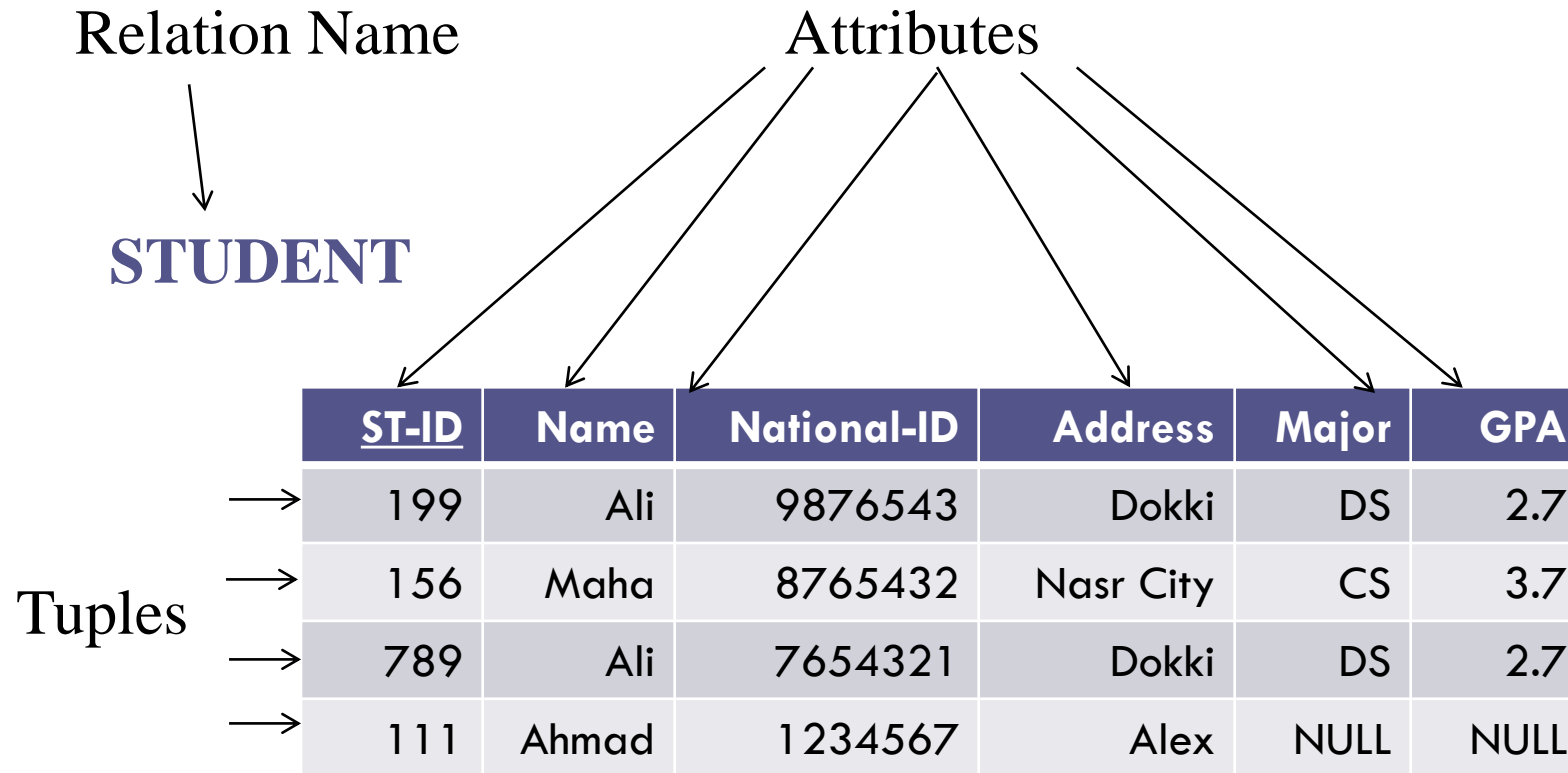 Relation Name Attributes
STUDENT
ST-ID Name National-ID Address Major GPA
199 Ali 9876543 Dokki DS 2.7
156 Maha 8765432 Nasr City CS 3.7
Tuples
789 Ali 7654321 Dokki DS 2.7
111 Ahmad 1234567 Alex NULL NULL